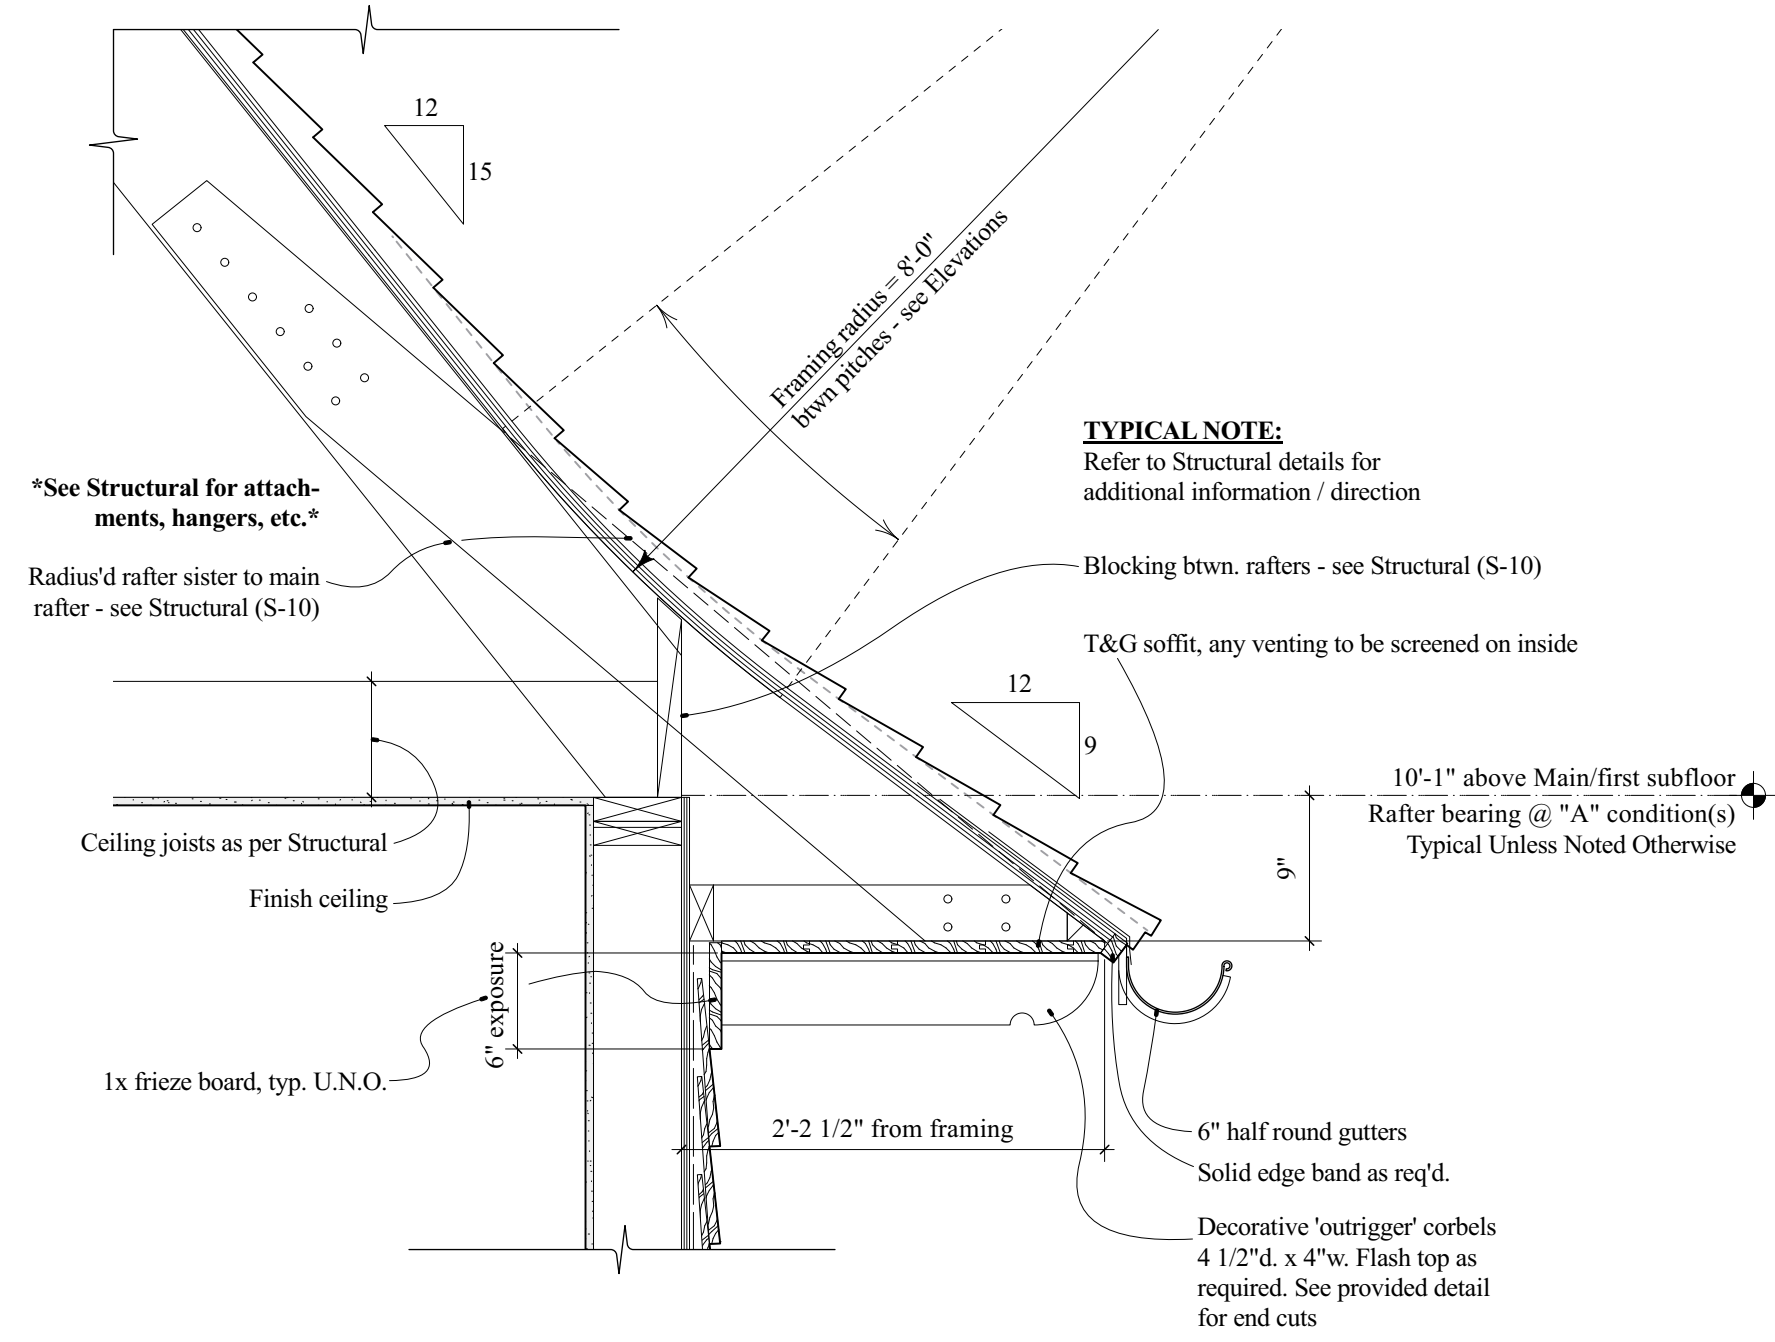 12
15
Framing radius = 8'-0"
btwn pitches - see Elevations
TYPICAL NOTE:
Refer to Structural details for
additional information / direction
*See Structural for attach-
ments, hangers, etc.*
Radius'd rafter sister to main
rafter - see Structural (S-10)
Blocking btwn. rafters - see Structural (S-10)
T&G soffit, any venting to be screened on inside
12
9
10'-1" above Main/first subfloor
Rafter bearing @ "A" condition(s)
Typical Unless Noted Otherwise
9"
Ceiling joists as per Structural
Finish ceiling
6" exposure
1x frieze board, typ. U.N.O.
2'-2 1/2" from framing
6" half round gutters
Solid edge band as req'd.
Decorative 'outrigger' corbels
4 1/2"d. x 4"w. Flash top as
required. See provided detail
for end cuts